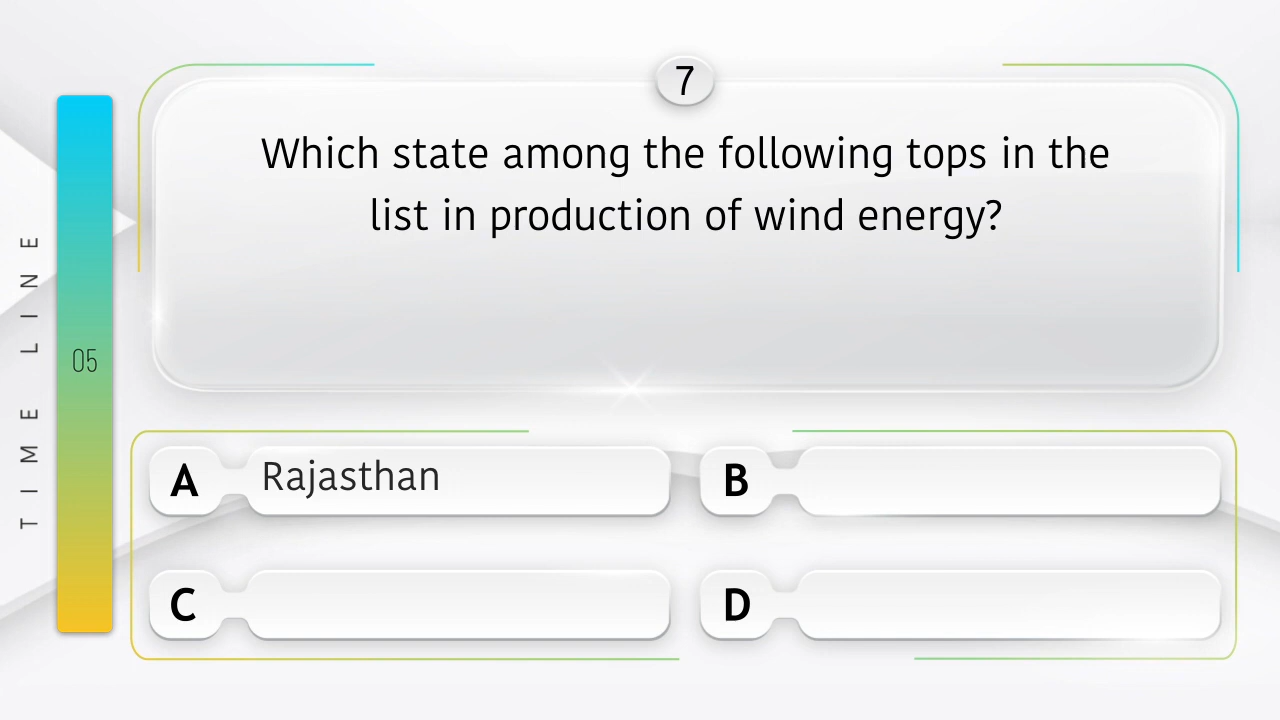 7
Which state among the following tops in the
list in production of wind energy?
TIME LINE
05
A Rajasthan
B
C
D